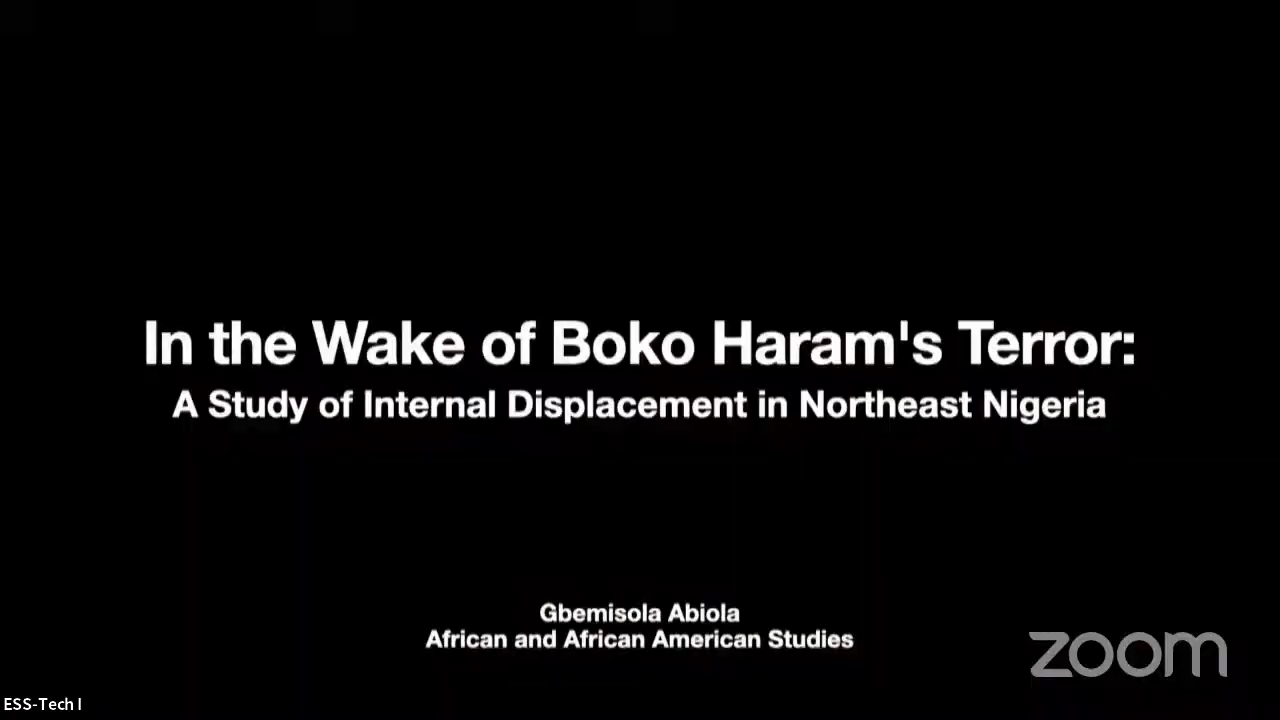 In the Wake of Boko Haram's Terror:
A Study of Internal Displacement in Northeast Nigeria
Gbemisola Abiola
African and African American Studies
zoom
ESS-Tech I